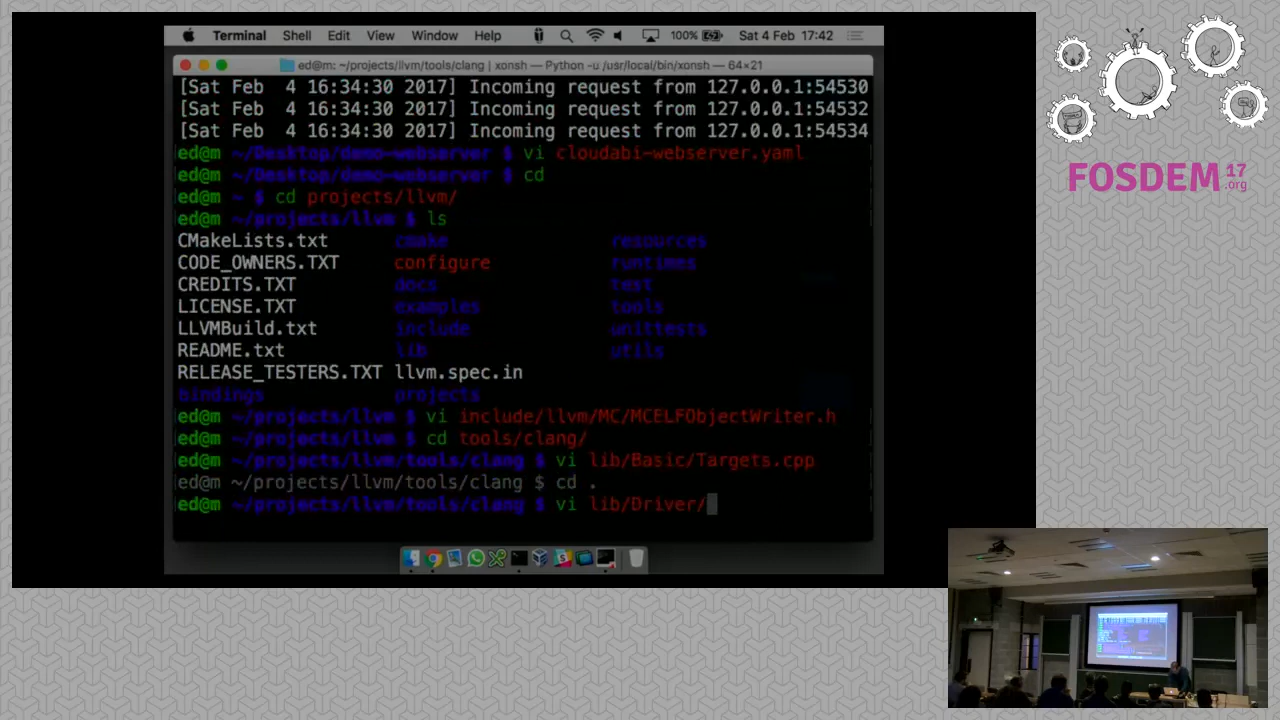 Terminal Shell Edit View Window Help 100% Sat 4 Feb 17:42
ed@m: ~/projects/llvm/tools/clang | xonsh — Python -u /usr/local/bin/xonsh — 64×21
[Sat Feb  4 16:34:30 2017] Incoming request from 127.0.0.1:54530
[Sat Feb  4 16:34:30 2017] Incoming request from 127.0.0.1:54532
[Sat Feb  4 16:34:30 2017] Incoming request from 127.0.0.1:54534
ed@m ~/Desktop/demo-webserver $ vi cloudabi-webserver.yaml
ed@m ~/Desktop/demo-webserver $ cd
ed@m ~ $ cd projects/llvm/
ed@m ~/projects/llvm $ ls
CMakeLists.txt cmake resources
CODE_OWNERS.TXT configure runtimes
CREDITS.TXT docs test
LICENSE.TXT examples tools
LLVMBuild.txt include unittests
README.txt lib utils
RELEASE_TESTERS.TXT llvm.spec.in
bindings projects
ed@m ~/projects/llvm $ vi include/llvm/MC/MCELFObjectWriter.h
ed@m ~/projects/llvm $ cd tools/clang/
ed@m ~/projects/llvm/tools/clang $ vi lib/Basic/Targets.cpp
ed@m ~/projects/llvm/tools/clang $ cd .
ed@m ~/projects/llvm/tools/clang $ vi lib/Driver/
FOSDEM 17 .org